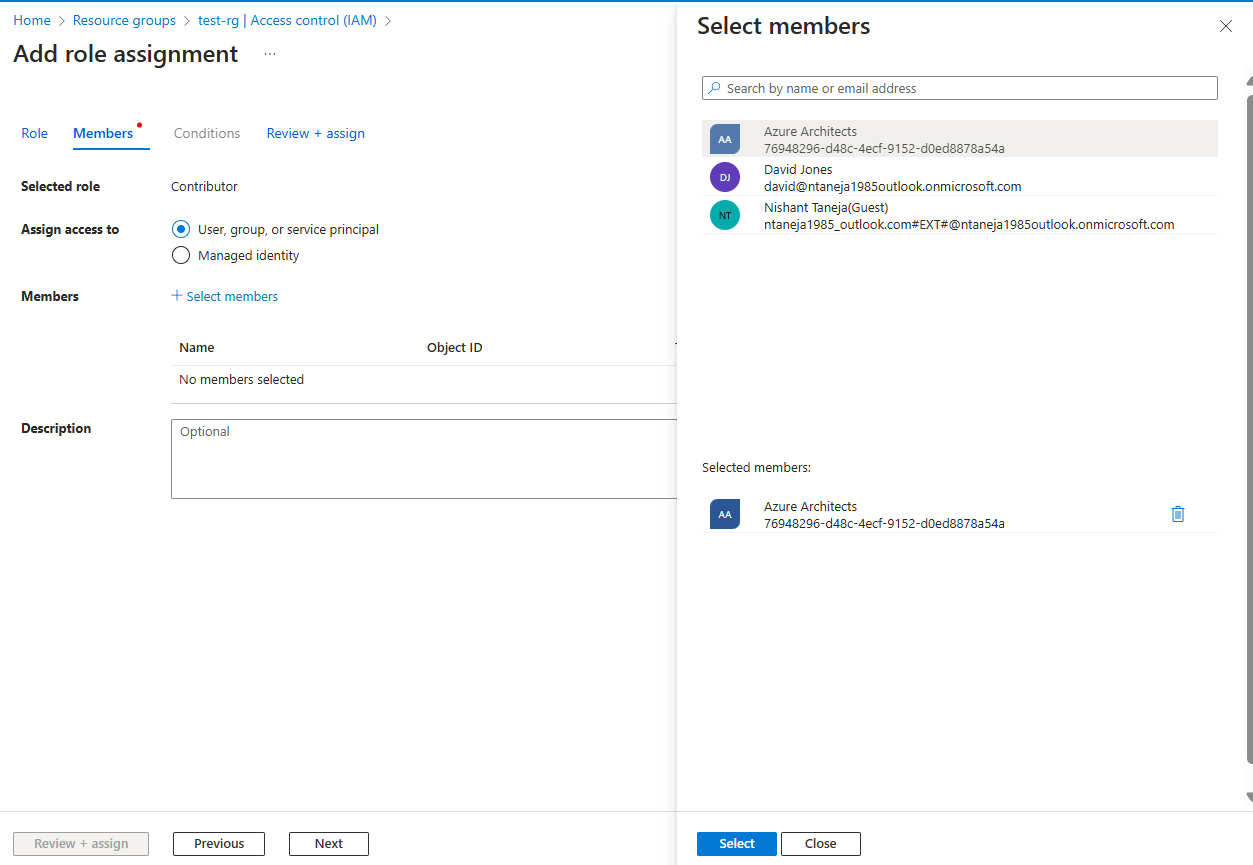 Home > Resource groups > test-rg | Access control (IAM) >
Add role assignment ...
Role Members Conditions Review + assign
Selected role Contributor
Assign access to User, group, or service principal
Managed identity
Members + Select members
Name Object ID
No members selected
Description Optional
Review + assign Previous Next
Select members
Search by name or email address
AA Azure Architects
76948296-d48c-4ecf-9152-d0ed8878a54a
DJ David Jones
david@ntaneja1985outlook.onmicrosoft.com
NT Nishant Taneja(Guest)
ntaneja1985_outlook.com#EXT#@ntaneja1985outlook.onmicrosoft.com
Selected members:
AA Azure Architects
76948296-d48c-4ecf-9152-d0ed8878a54a
Select Close